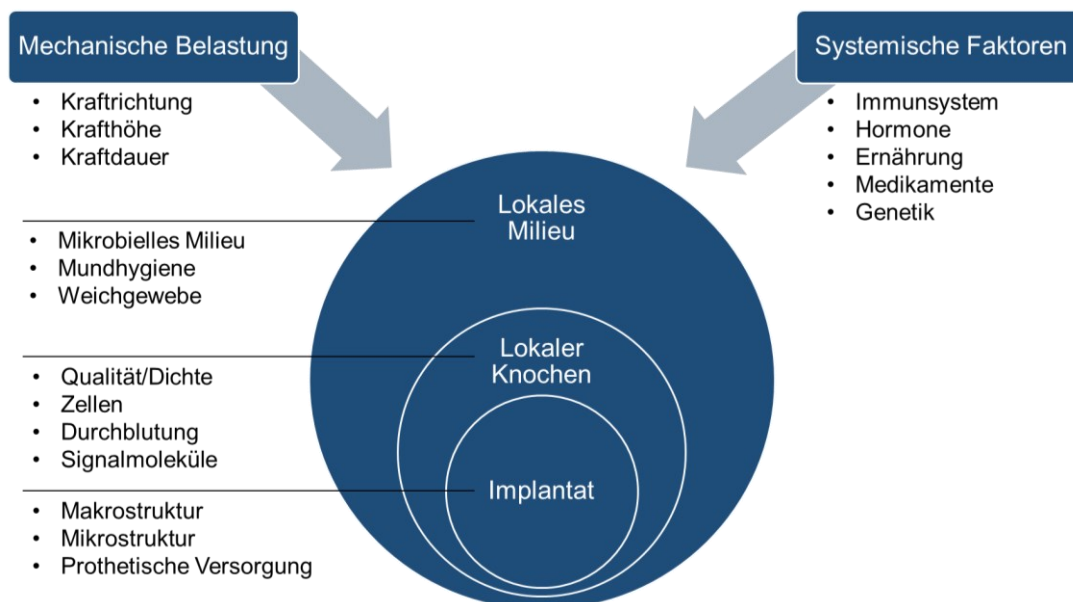 Mechanische Belastung
• Kraftrichtung
• Krafthöhe
• Kraftdauer
Systemische Faktoren
• Immunsystem
• Hormone
• Ernährung
• Medikamente
• Genetik
Lokales
Milieu
• Mikrobielles Milieu
• Mundhygiene
• Weichgewebe
Lokaler
Knochen
• Qualität/Dichte
• Zellen
• Durchblutung
• Signalmoleküle
Implantat
• Makrostruktur
• Mikrostruktur
• Prothetische Versorgung